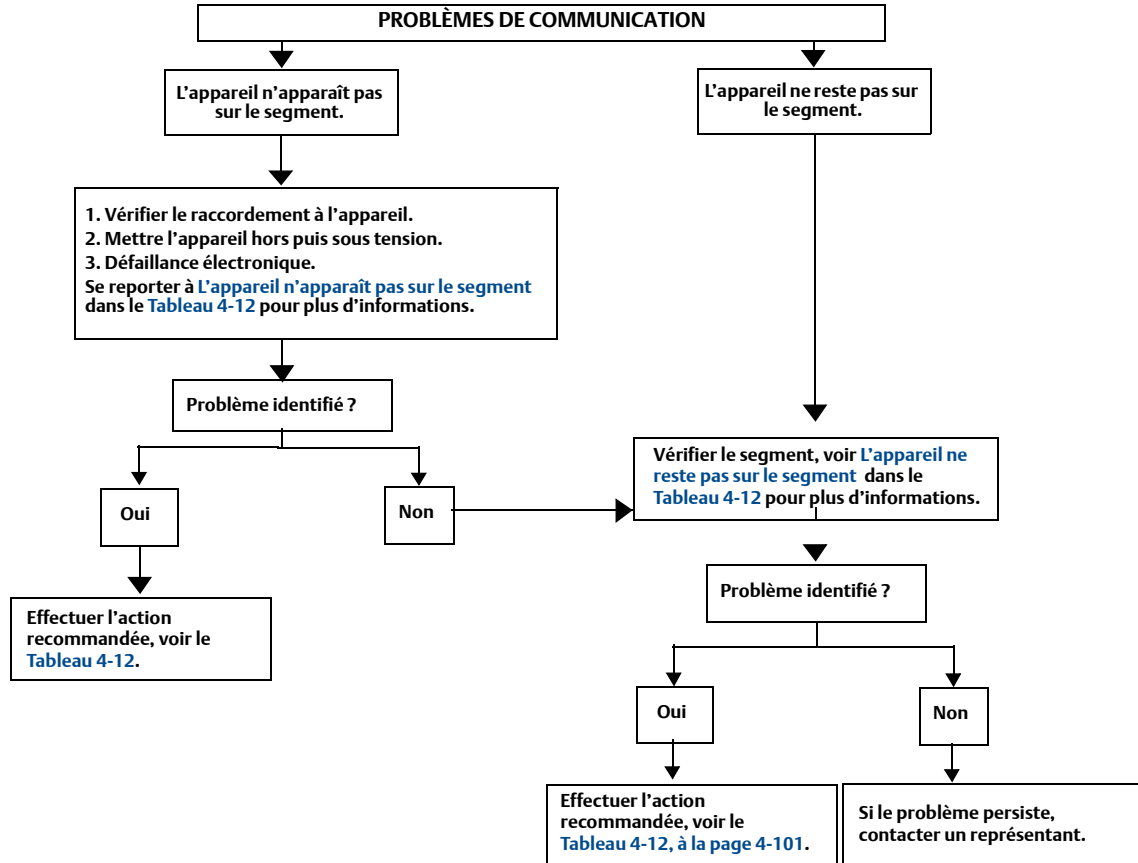 PROBLÈMES DE COMMUNICATION
L'appareil n'apparaît pas
sur le segment.
L'appareil ne reste pas sur
le segment.
1. Vérifier le raccordement à l'appareil.
2. Mettre l'appareil hors puis sous tension.
3. Défaillance électronique.
Se reporter à L'appareil n'apparaît pas sur le segment
dans le Tableau 4-12 pour plus d'informations.
Problème identifié ?
Oui
Non
Effectuer l'action
recommandée, voir le
Tableau 4-12.
Vérifier le segment, voir L'appareil ne
reste pas sur le segment dans le
Tableau 4-12 pour plus d'informations.
Problème identifié ?
Oui
Non
Effectuer l'action
recommandée, voir le
Tableau 4-12, à la page 4-101.
Si le problème persiste,
contacter un représentant.